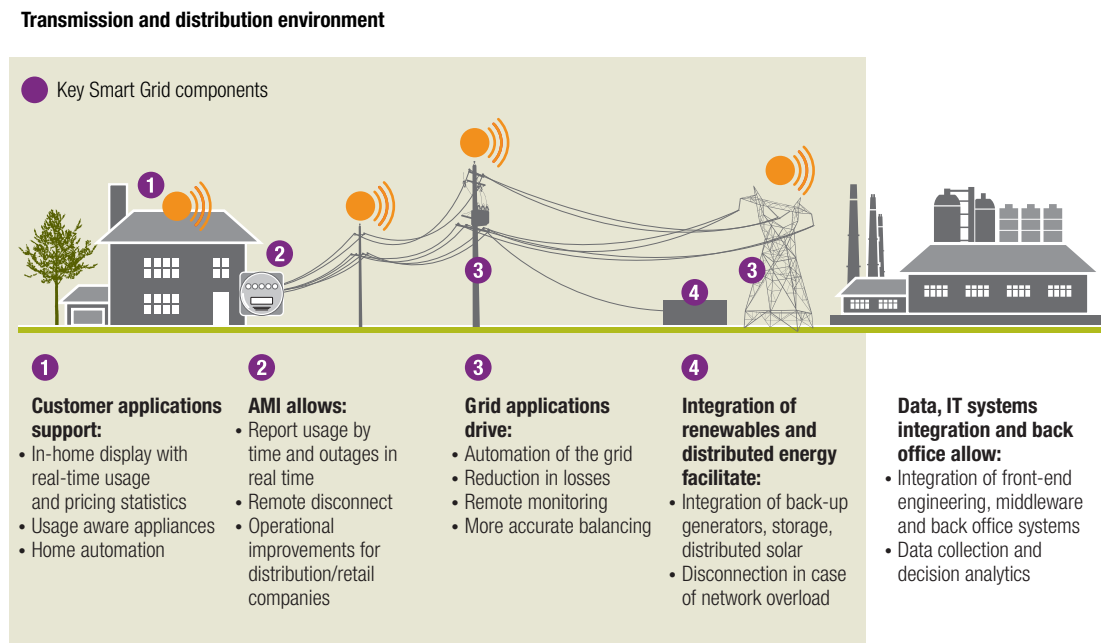 Transmission and distribution environment
Key Smart Grid components
1
2
3
3
4
1
Customer applications
support:
• In-home display with
real-time usage
and pricing statistics
• Usage aware appliances
• Home automation
2
AMI allows:
• Report usage by
time and outages in
real time
• Remote disconnect
• Operational
improvements for
distribution/retail
companies
3
Grid applications
drive:
• Automation of the grid
• Reduction in losses
• Remote monitoring
• More accurate balancing
4
Integration of
renewables and
distributed energy
facilitate:
• Integration of back-up
generators, storage,
distributed solar
• Disconnection in case
of network overload
Data, IT systems
integration and back
office allow:
• Integration of front-end
engineering, middleware
and back office systems
• Data collection and
decision analytics